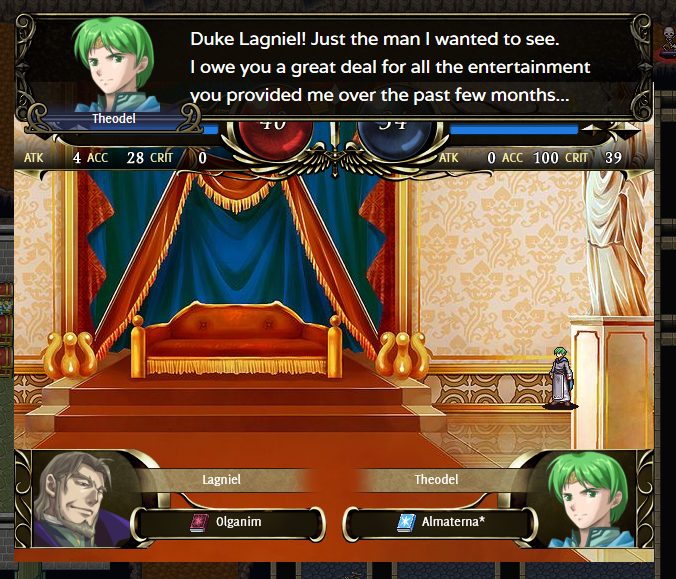 Duke Lagniel! Just the man I wanted to see.
I owe you a great deal for all the entertainment
you provided me over the past few months...
Theodel
ATK 4 ACC 28 CRIT 0
ATK 0 ACC 100 CRIT 39
Lagniel
Theodel
Olganim
Almaterna*